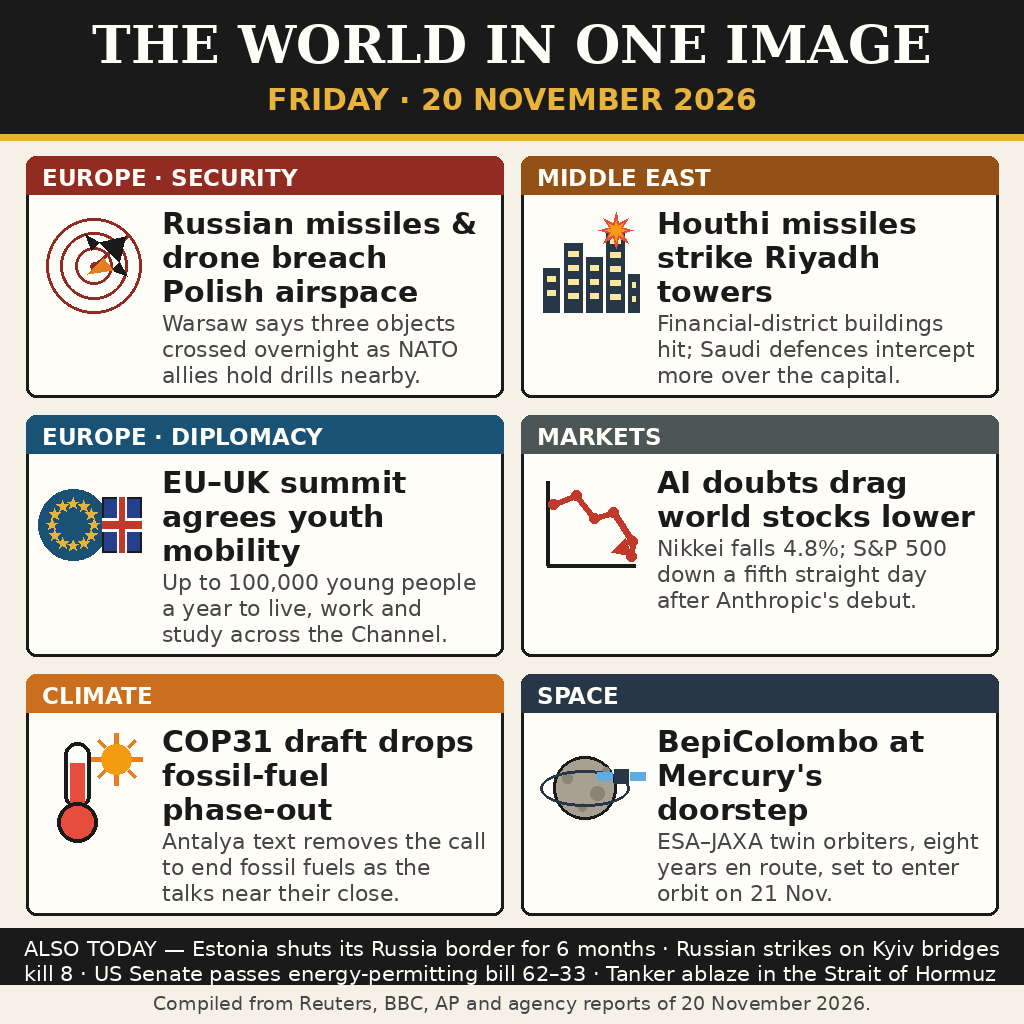 THE WORLD IN ONE IMAGE
FRIDAY · 20 NOVEMBER 2026
EUROPE · SECURITY
Russian missiles &
drone breach
Polish airspace
Warsaw says three objects
crossed overnight as NATO
allies hold drills nearby.
MIDDLE EAST
Houthi missiles
strike Riyadh
towers
Financial-district buildings
hit; Saudi defences intercept
more over the capital.
EUROPE · DIPLOMACY
EU–UK summit
agrees youth
mobility
Up to 100,000 young people
a year to live, work and
study across the Channel.
MARKETS
AI doubts drag
world stocks lower
Nikkei falls 4.8%; S&P 500
down a fifth straight day
after Anthropic's debut.
CLIMATE
COP31 draft drops
fossil-fuel
phase-out
Antalya text removes the call
to end fossil fuels as the
talks near their close.
SPACE
BepiColombo at
Mercury's
doorstep
ESA–JAXA twin orbiters, eight
years en route, set to enter
orbit on 21 Nov.
ALSO TODAY — Estonia shuts its Russia border for 6 months · Russian strikes on Kyiv bridges
kill 8 · US Senate passes energy-permitting bill 62–33 · Tanker ablaze in the Strait of Hormuz
Compiled from Reuters, BBC, AP and agency reports of 20 November 2026.